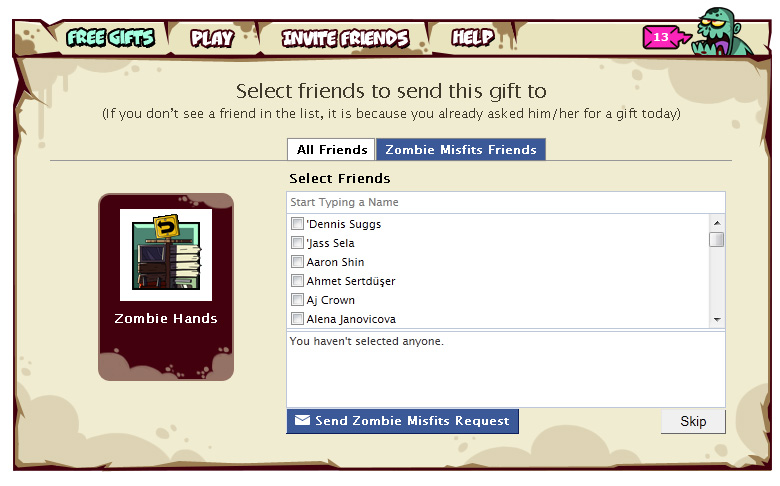 FREE GIFTS
PLAY
INVITE FRIENDS
HELP
13
Select friends to send this gift to
(If you don't see a friend in the list, it is because you already asked him/her for a gift today)
All Friends
Zombie Misfits Friends
Select Friends
Start Typing a Name
'Dennis Suggs
'Jass Sela
Aaron Shin
Ahmet Sertdüşer
Aj Crown
Alena Janovicova
Zombie Hands
You haven't selected anyone.
Send Zombie Misfits Request
Skip